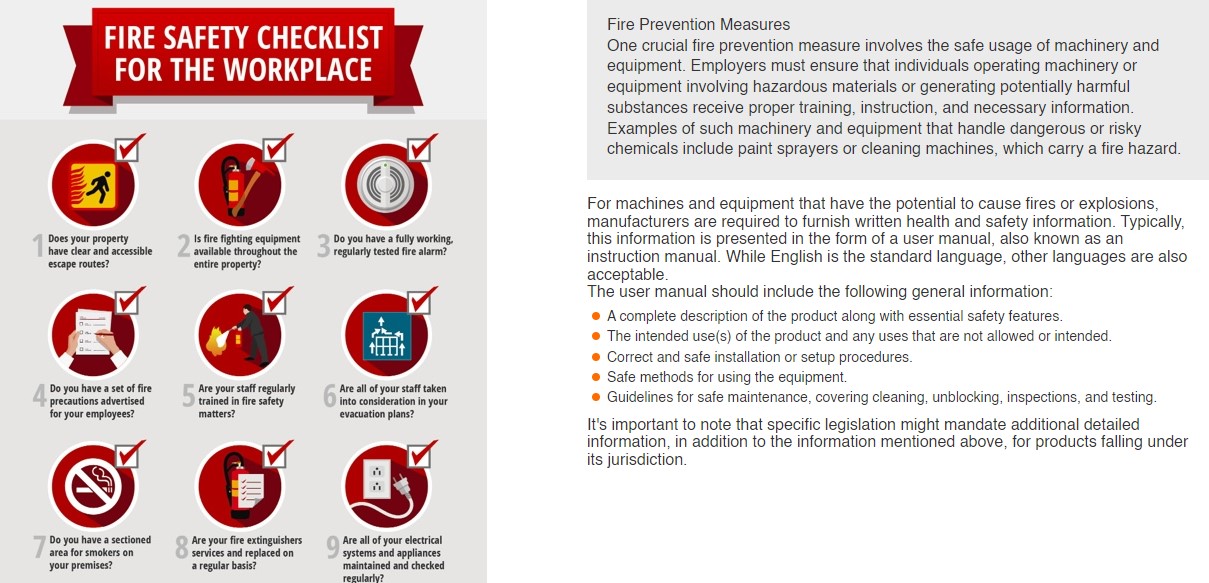 FIRE SAFETY CHECKLIST
FOR THE WORKPLACE
1 Does your property
have clear and accessible
escape routes?
2 Is fire fighting equipment
available throughout the
entire property?
3 Do you have a fully working,
regularly tested fire alarm?
4 Do you have a set of fire
precautions advertised
for your employees?
5 Are your staff regularly
trained in fire safety
matters?
6 Are all of your staff taken
into consideration in your
evacuation plans?
7 Do you have a sectioned
area for smokers on
your premises?
8 Are your fire extinguishers
services and replaced on
a regular basis?
9 Are all of your electrical
systems and appliances
maintained and checked
regularly?
Fire Prevention Measures
One crucial fire prevention measure involves the safe usage of machinery and
equipment. Employers must ensure that individuals operating machinery or
equipment involving hazardous materials or generating potentially harmful
substances receive proper training, instruction, and necessary information.
Examples of such machinery and equipment that handle dangerous or risky
chemicals include paint sprayers or cleaning machines, which carry a fire hazard.
For machines and equipment that have the potential to cause fires or explosions,
manufacturers are required to furnish written health and safety information. Typically,
this information is presented in the form of a user manual, also known as an
instruction manual. While English is the standard language, other languages are also
acceptable.
The user manual should include the following general information:
A complete description of the product along with essential safety features.
The intended use(s) of the product and any uses that are not allowed or intended.
Correct and safe installation or setup procedures.
Safe methods for using the equipment.
Guidelines for safe maintenance, covering cleaning, unblocking, inspections, and testing.
It's important to note that specific legislation might mandate additional detailed
information, in addition to the information mentioned above, for products falling under
its jurisdiction.